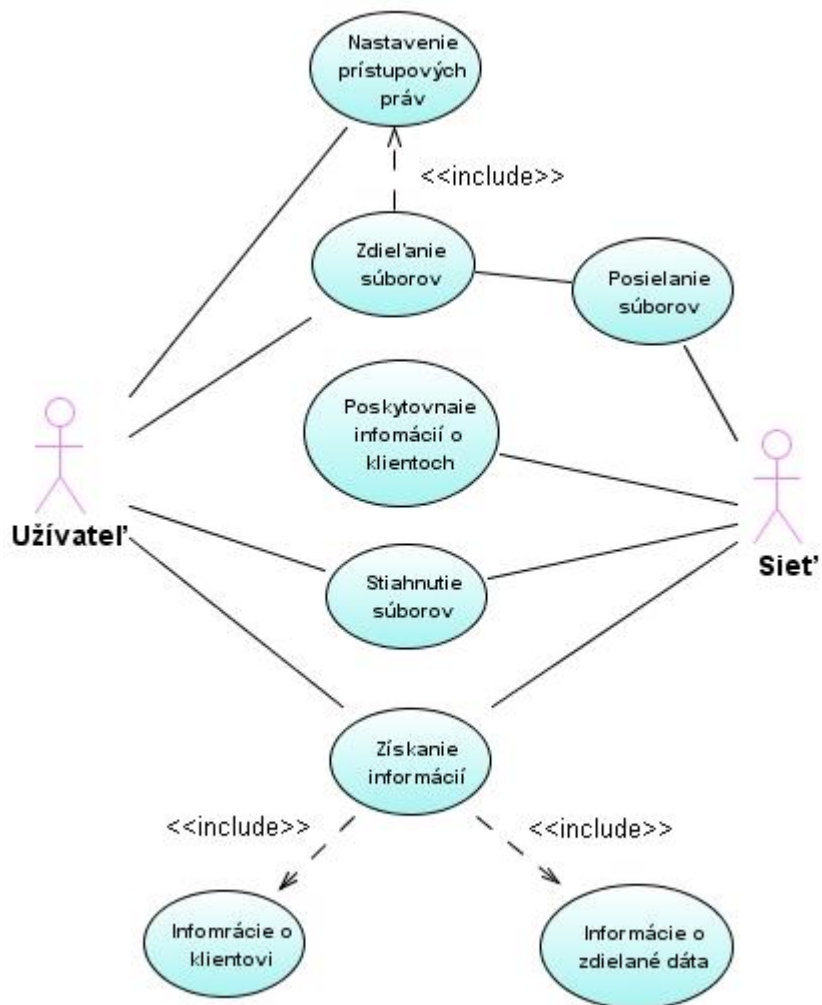 Nastavenie
prístupových
práv
<<include>>
Zdieľanie
súborov
Posielanie
súborov
Poskytovnaie
infomácií o
klientoch
Užívateľ
Sieť
Stiahnutie
súborov
Získanie
informácií
<<include>>
<<include>>
Infomrácie o
klientovi
Informácie o
zdielané dáta